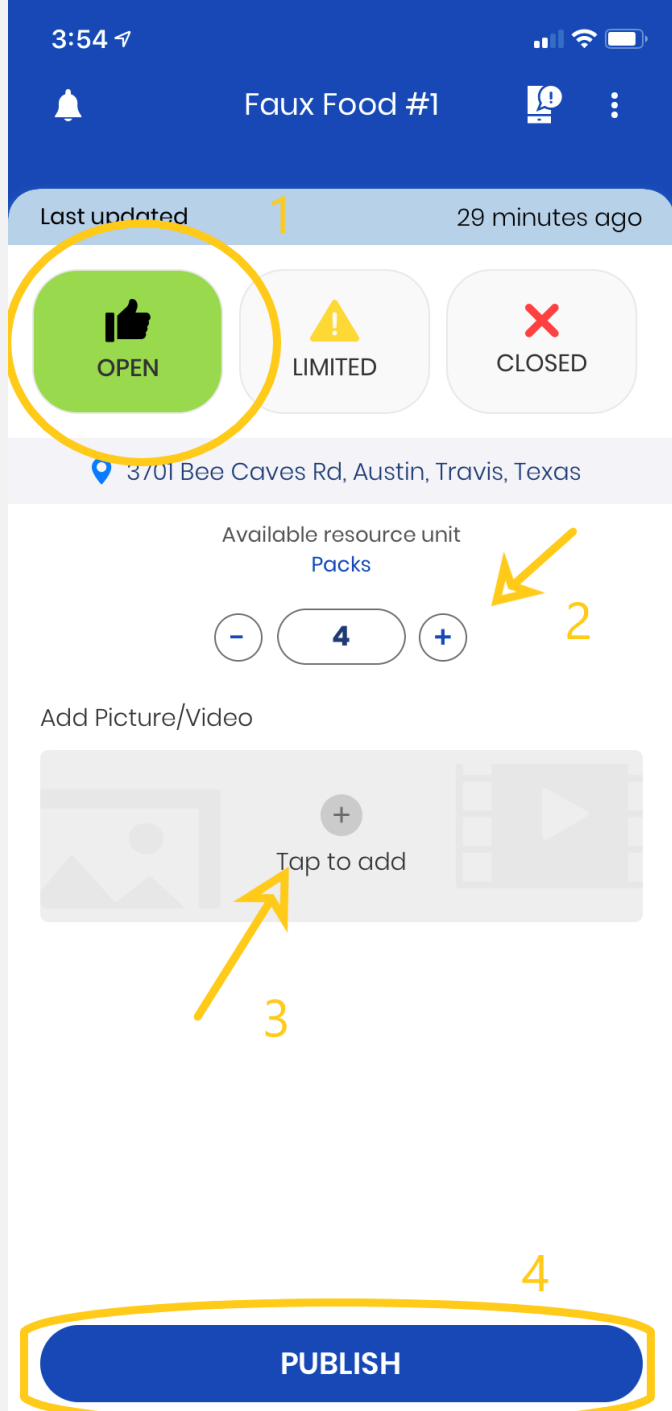 3:54
Faux Food #1
Last updated 1 29 minutes ago
OPEN LIMITED CLOSED
3701 Bee Caves Rd, Austin, Travis, Texas
Available resource unit
Packs
2
- 4 +
Add Picture/Video
+
Tap to add
3
4
PUBLISH